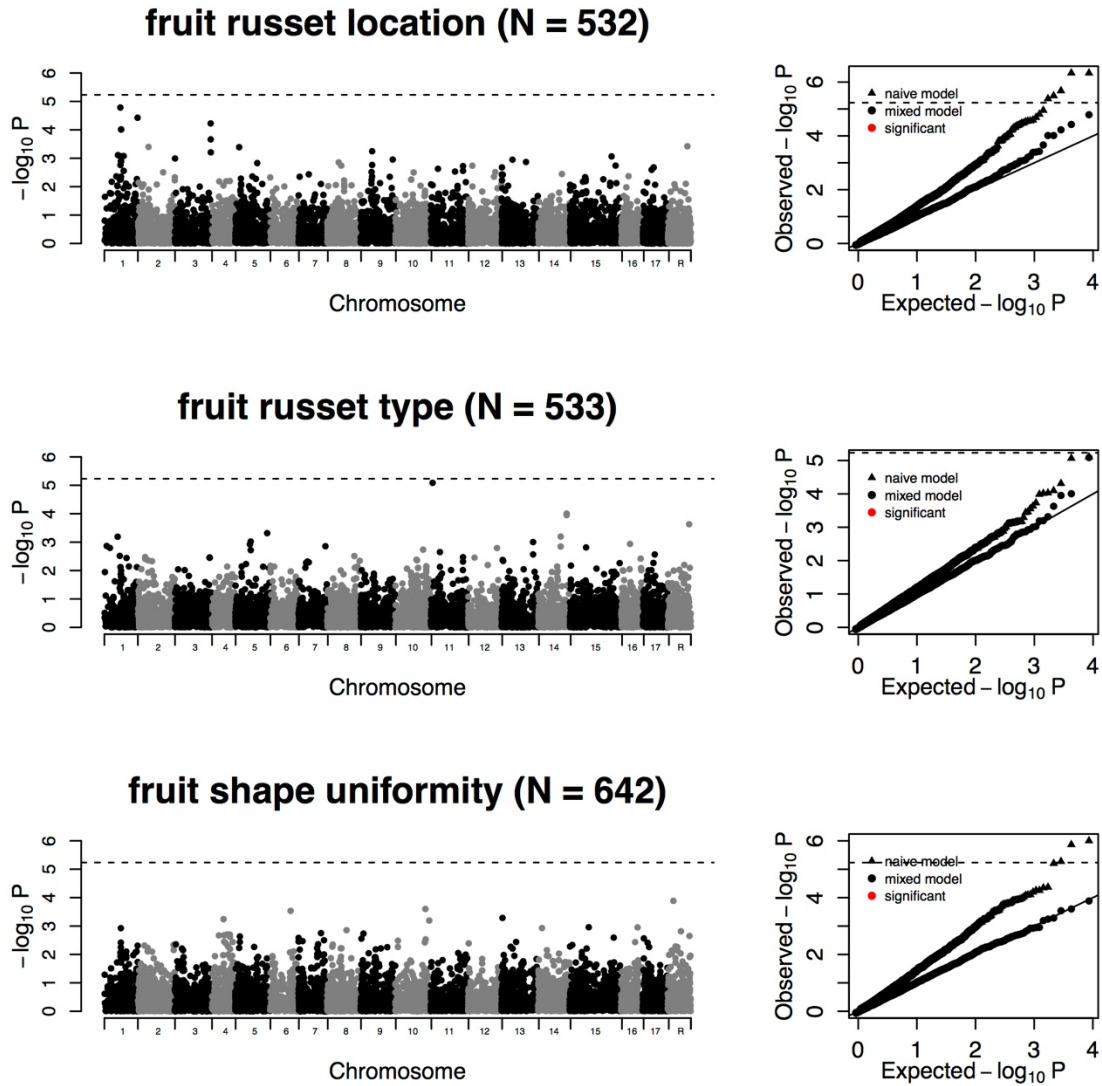 fruit russet location (N = 532)
6
5
4
3
2
1
0
− log10 P
1 2 3 4 5 6 7 8 9 10 11 12 13 14 15 16 17 R
Chromosome
6
4
2
0
Observed − log10 P
naive model
mixed model
significant
0 1 2 3 4
Expected − log10 P
fruit russet type (N = 533)
6
5
4
3
2
1
0
− log10 P
1 2 3 4 5 6 7 8 9 10 11 12 13 14 15 16 17 R
Chromosome
5
4
3
2
1
0
Observed − log10 P
naive model
mixed model
significant
0 1 2 3 4
Expected − log10 P
fruit shape uniformity (N = 642)
6
5
4
3
2
1
0
− log10 P
1 2 3 4 5 6 7 8 9 10 11 12 13 14 15 16 17 R
Chromosome
6
4
2
0
Observed − log10 P
naive model
mixed model
significant
0 1 2 3 4
Expected − log10 P